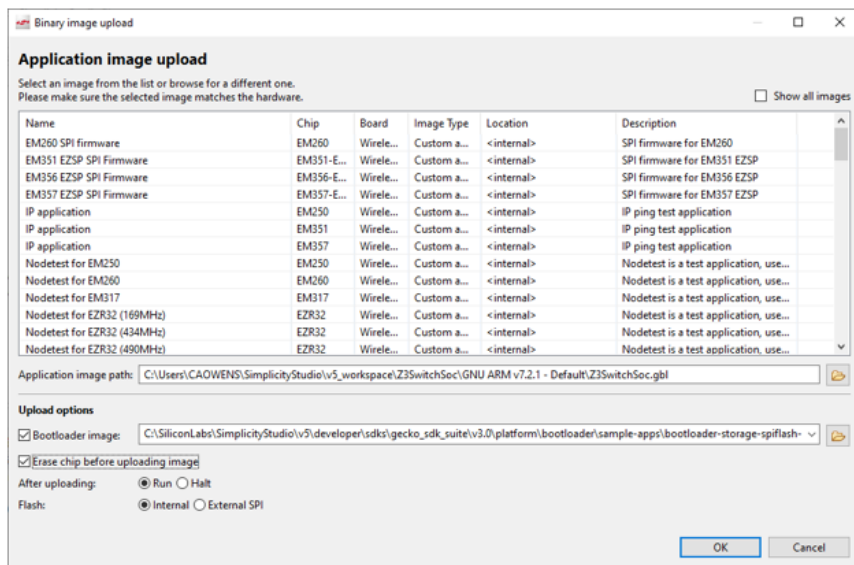 Binary image upload
Application image upload
Select an image from the list or browse for a different one.
Please make sure the selected image matches the hardware.
Show all images
Name Chip Board Image Type Location Description
EM260 SPI firmware EM260 Wirele... Custom a... <internal> SPI firmware for EM260
EM351 EZSP SPI Firmware EM351-E... Wirele... Custom a... <internal> SPI firmware for EM351 EZSP
EM356 EZSP SPI Firmware EM356-E... Wirele... Custom a... <internal> SPI firmware for EM356 EZSP
EM357 EZSP SPI Firmware EM357-E... Wirele... Custom a... <internal> SPI firmware for EM357 EZSP
IP application EM250 Wirele... Custom a... <internal> IP ping test application
IP application EM351 Wirele... Custom a... <internal> IP ping test application
IP application EM357 Wirele... Custom a... <internal> IP ping test application
Nodetest for EM250 EM250 Wirele... Custom a... <internal> Nodetest is a test application, use...
Nodetest for EM260 EM260 Wirele... Custom a... <internal> Nodetest is a test application, use...
Nodetest for EM317 EM317 Wirele... Custom a... <internal> Nodetest is a test application, use...
Nodetest for EZR32 (169MHz) EZR32 Wirele... Custom a... <internal> Nodetest is a test application, use...
Nodetest for EZR32 (434MHz) EZR32 Wirele... Custom a... <internal> Nodetest is a test application, use...
Nodetest for EZR32 (490MHz) EZR32 Wirele... Custom a... <internal> Nodetest is a test application, use...
Application image path: C:\Users\CAOWENS\SimplicityStudio\v5_workspace\Z3SwitchSoc\GNU ARM v7.2.1 - Default\Z3SwitchSoc.gbl
Upload options
Bootloader image: C:\SiliconLabs\SimplicityStudio\v5\developer\sdks\gecko_sdk_suite\v3.0\platform\bootloader\sample-apps\bootloader-storage-spiflash-
Erase chip before uploading image
After uploading: Run Halt
Flash: Internal External SPI
OK Cancel